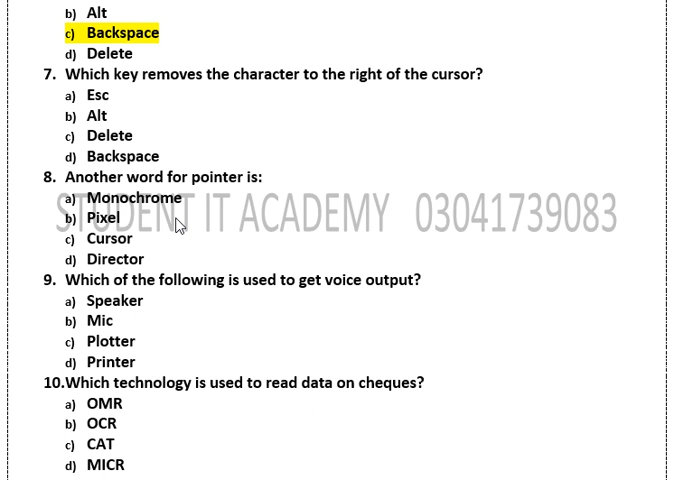 b) Alt
c) Backspace
d) Delete
7. Which key removes the character to the right of the cursor?
a) Esc
b) Alt
c) Delete
d) Backspace
8. Another word for pointer is:
a) Monochrome
STUDENT IT ACADEMY 03041739083
b) Pixel
c) Cursor
d) Director
9. Which of the following is used to get voice output?
a) Speaker
b) Mic
c) Plotter
d) Printer
10.Which technology is used to read data on cheques?
a) OMR
b) OCR
c) CAT
d) MICR